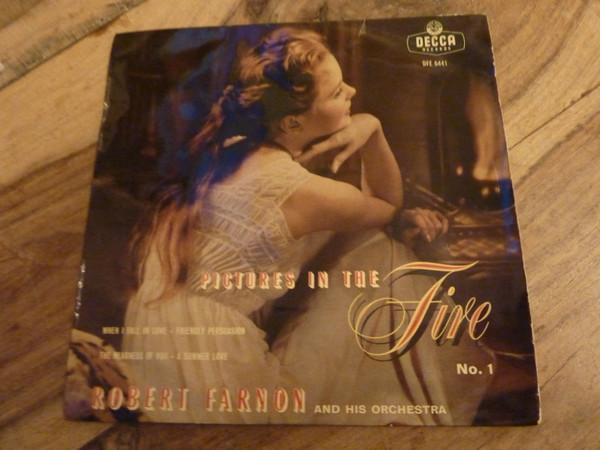 DECCA
RECORDS
DFE 6441
PICTURES IN THE
Fire
No. 1
WHEN I FALL IN LOVE - FRIENDLY PERSUASION
THE NEARNESS OF YOU - A SUMMER LOVE
ROBERT FARNON AND HIS ORCHESTRA